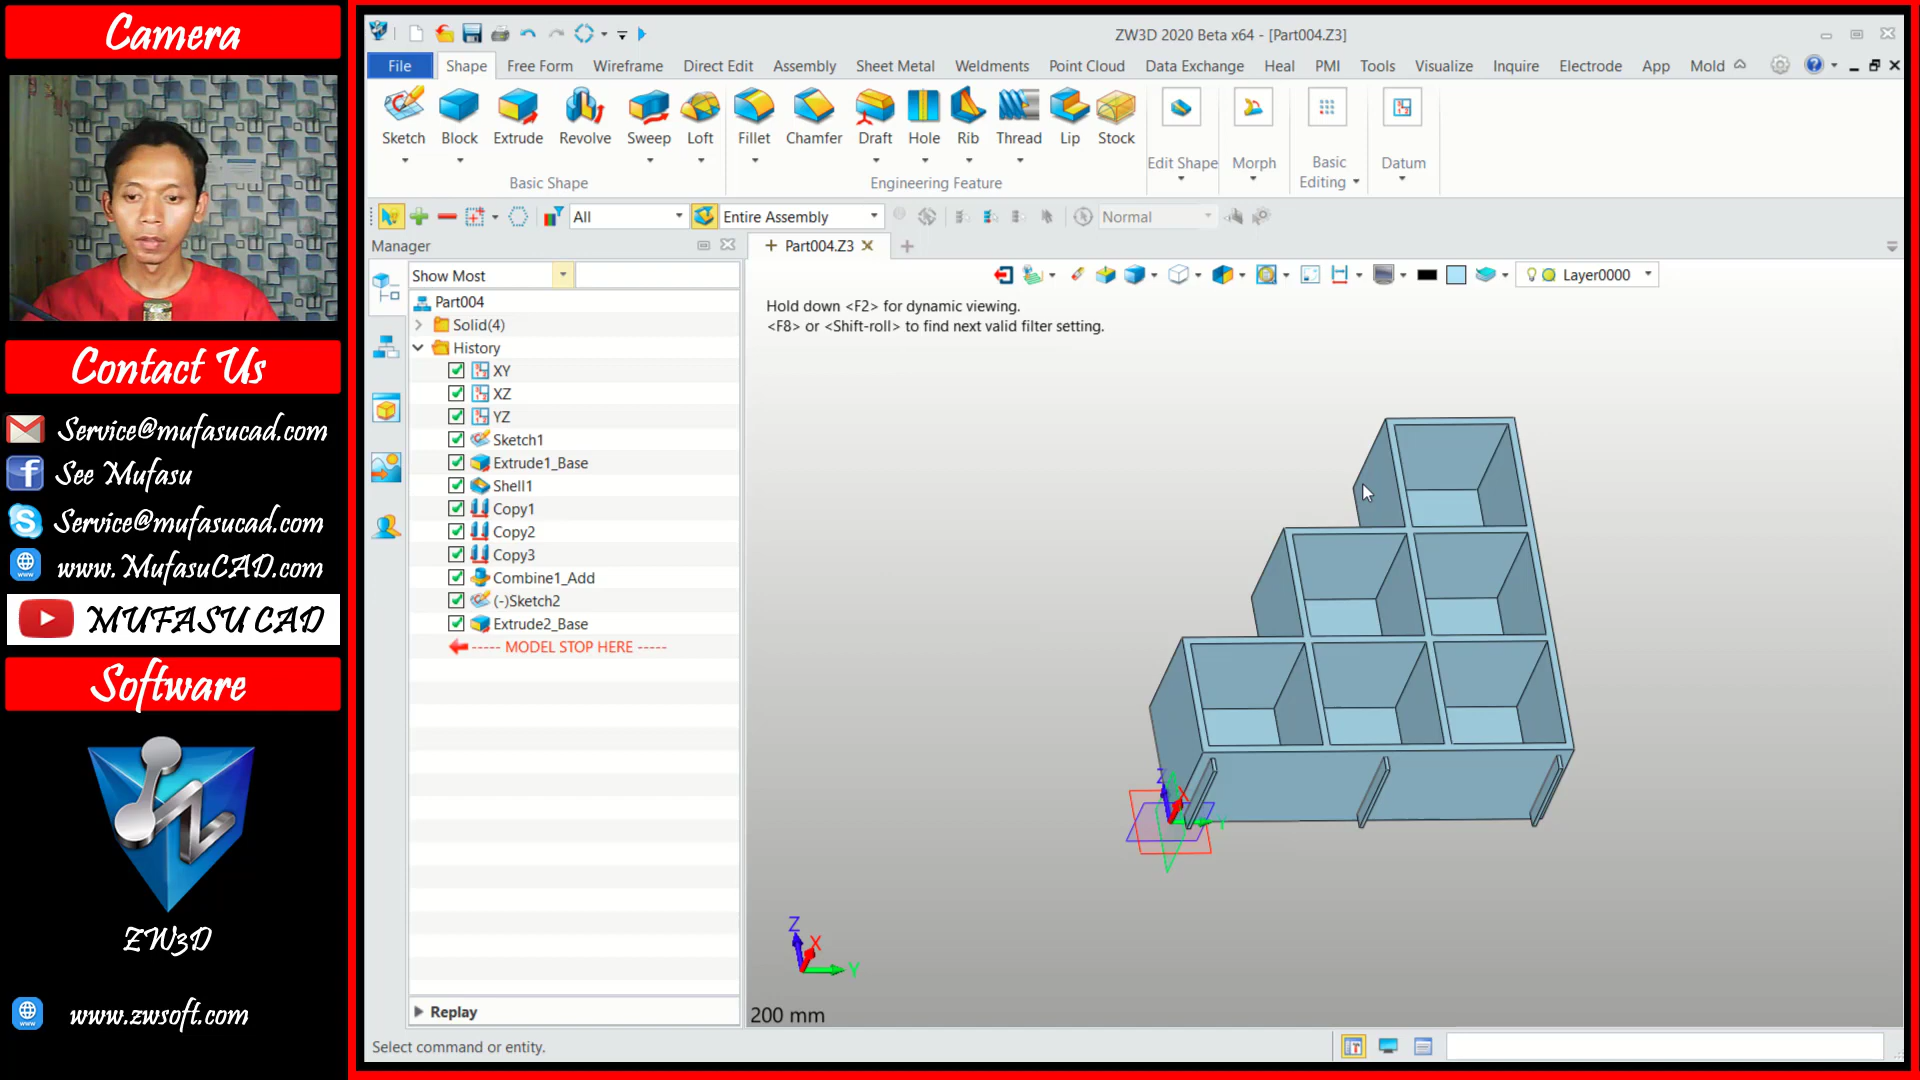 Camera
Contact Us
Service@mufasucad.com
See Mufasu
Service@mufasucad.com
www.MufasuCAD.com
MUFASU CAD
Software
ZW3D
www.zwsoft.com
ZW3D 2020 Beta x64 - [Part004.Z3]
File Shape Free Form Wireframe Direct Edit Assembly Sheet Metal Weldments Point Cloud Data Exchange Heal PMI Tools Visualize Inquire Electrode App Mold
Sketch Block Extrude Revolve Sweep Loft Fillet Chamfer Draft Hole Rib Thread Lip Stock
Edit Shape Morph Basic Editing Datum
Basic Shape Engineering Feature
All Entire Assembly Normal
Manager
Part004.Z3
Show Most
Layer0000
Part004
Solid(4)
History
XY
XZ
YZ
Sketch1
Extrude1_Base
Shell1
Copy1
Copy2
Copy3
Combine1_Add
(-)Sketch2
Extrude2_Base
----- MODEL STOP HERE -----
Replay
Hold down <F2> for dynamic viewing.
<F8> or <Shift-roll> to find next valid filter setting.
Z
X
Y
Z
X
Y
200 mm
Select command or entity.